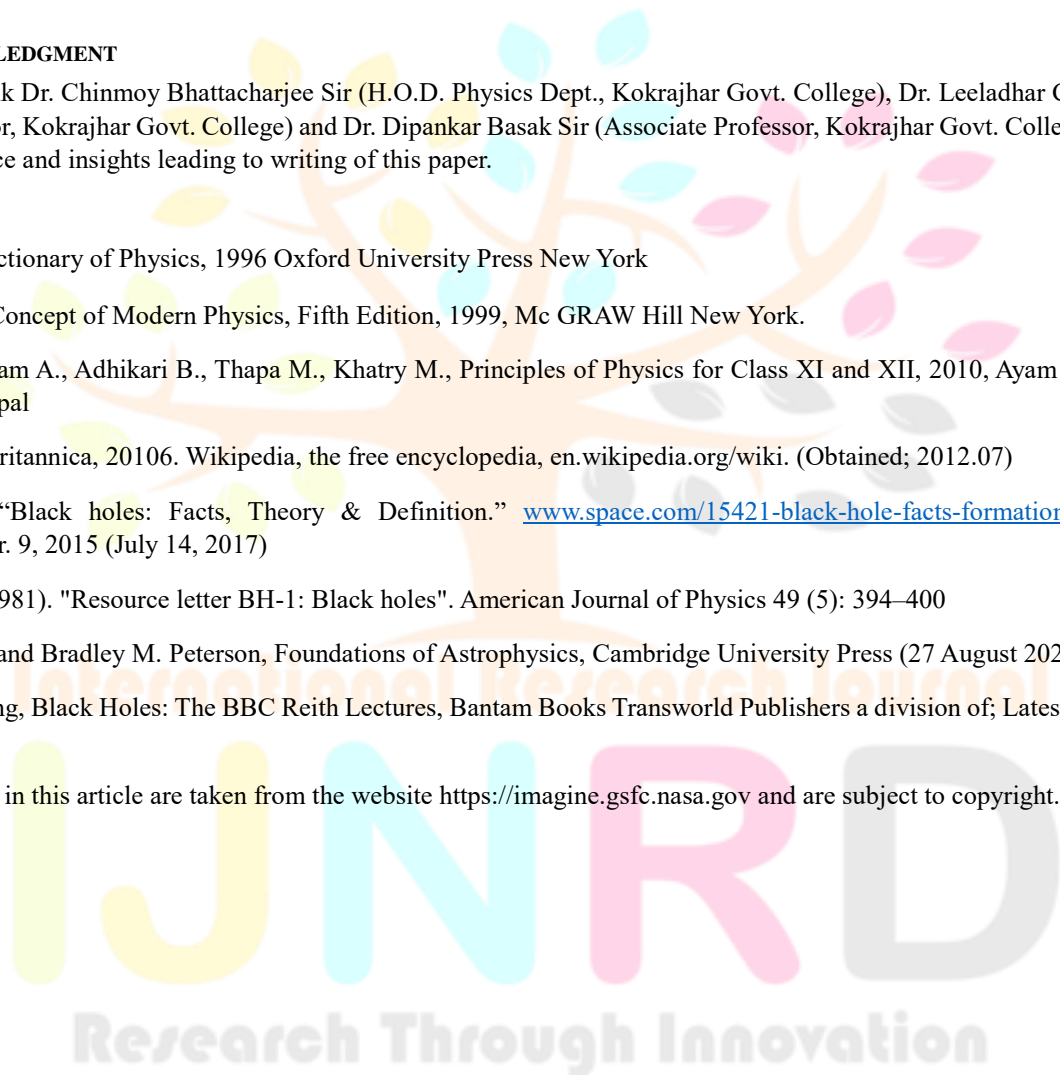 LEDGMENT
k Dr. Chinmoy Bhattacharjee Sir (H.O.D. Physics Dept., Kokrajhar Govt. College), Dr. Leeladhar
or, Kokrajhar Govt. College) and Dr. Dipankar Basak Sir (Associate Professor, Kokrajhar Govt. Colle
ce and insights leading to writing of this paper.
ctionary of Physics, 1996 Oxford University Press New York
Concept of Modern Physics, Fifth Edition, 1999, Mc GRAW Hill New York.
am A., Adhikari B., Thapa M., Khatry M., Principles of Physics for Class XI and XII, 2010, Ayam
pal
ritannica, 20106. Wikipedia, the free encyclopedia, en.wikipedia.org/wiki. (Obtained; 2012.07)
“Black holes: Facts, Theory & Definition.” www.space.com/15421-black-hole-facts-formation
r. 9, 2015 (July 14, 2017)
981). "Resource letter BH-1: Black holes". American Journal of Physics 49 (5): 394–400
and Bradley M. Peterson, Foundations of Astrophysics, Cambridge University Press (27 August 202
International Research Journal
ng, Black Holes: The BBC Reith Lectures, Bantam Books Transworld Publishers a division of; Lates
in this article are taken from the website https://imagine.gsfc.nasa.gov and are subject to copyright.
IJNRD
Research Through Innovation